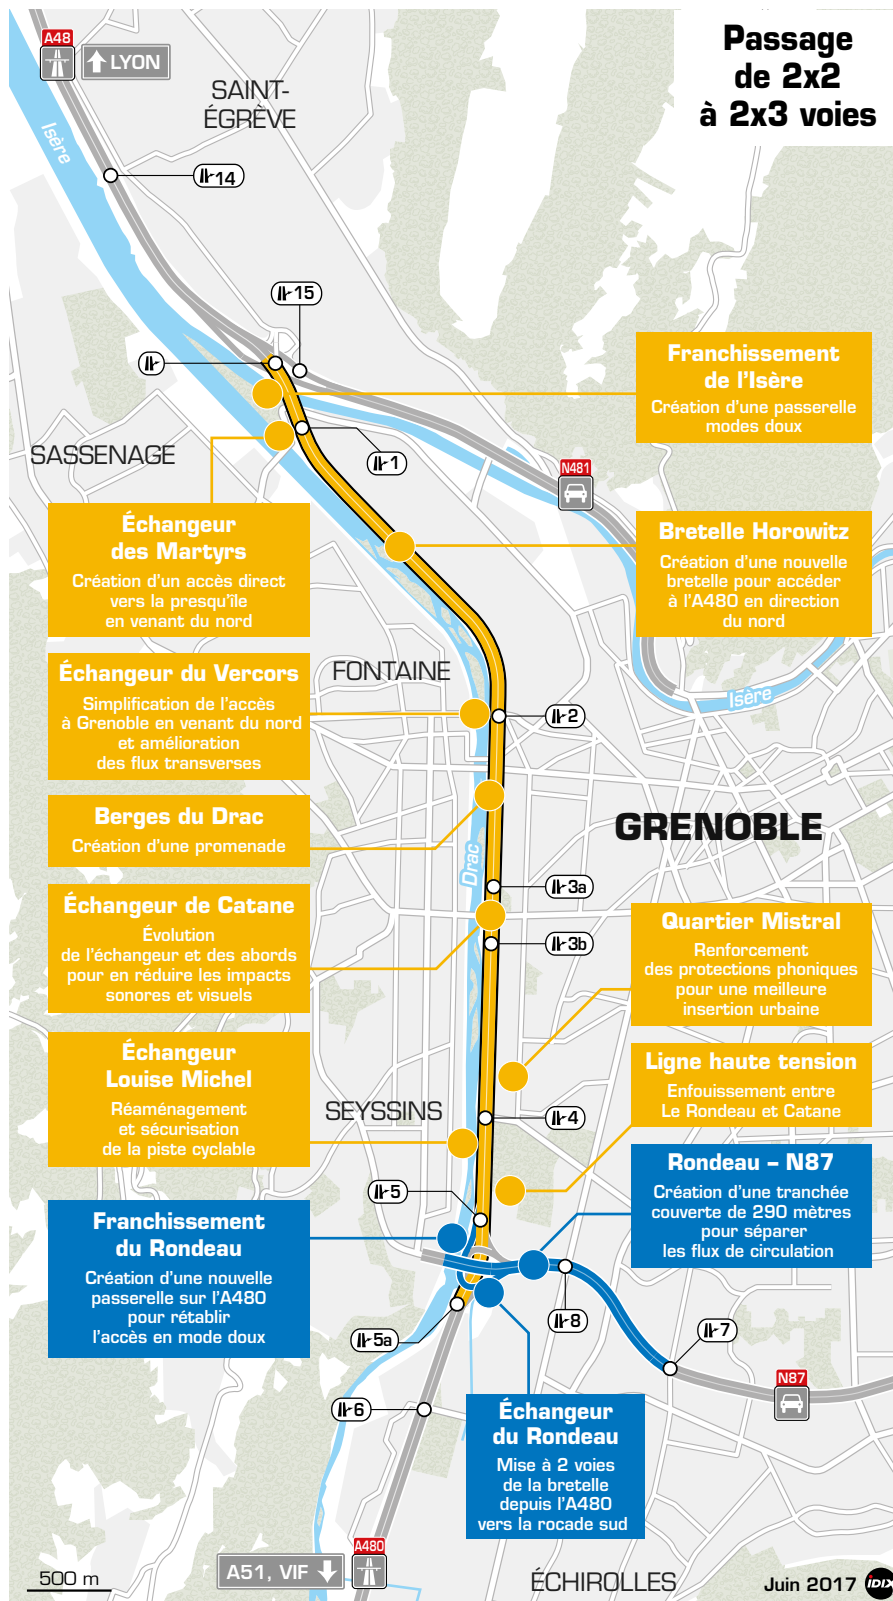 Passage
de 2x2
à 2x3 voies
A48
LYON
SAINT-
ÉGRÈVE
Isère
14
15
Franchissement
de l'Isère
Création d'une passerelle
modes doux
SASSENAGE
1
N481
Échangeur
des Martyrs
Création d'un accès direct
vers la presqu'île
en venant du nord
Bretelle Horowitz
Création d'une nouvelle
bretelle pour accéder
à l'A480 en direction
du nord
Échangeur du Vercors
Simplification de l'accès
à Grenoble en venant du nord
et amélioration
des flux transverses
FONTAINE
Isère
2
Berges du Drac
Création d'une promenade
GRENOBLE
Drac
3a
Échangeur de Catane
Évolution
de l'échangeur et des abords
pour en réduire les impacts
sonores et visuels
3b
Quartier Mistral
Renforcement
des protections phoniques
pour une meilleure
insertion urbaine
Échangeur
Louise Michel
Réaménagement
et sécurisation
de la piste cyclable
SEYSSINS
4
Ligne haute tension
Enfouissement entre
Le Rondeau et Catane
5
Rondeau – N87
Création d'une tranchée
couverte de 290 mètres
pour séparer
les flux de circulation
Franchissement
du Rondeau
Création d'une nouvelle
passerelle sur l'A480
pour rétablir
l'accès en mode doux
5a
8
7
6
N87
Échangeur
du Rondeau
Mise à 2 voies
de la bretelle
depuis l'A480
vers la rocade sud
A480
A51, VIF
500 m
ÉCHIROLLES
Juin 2017
iDIX